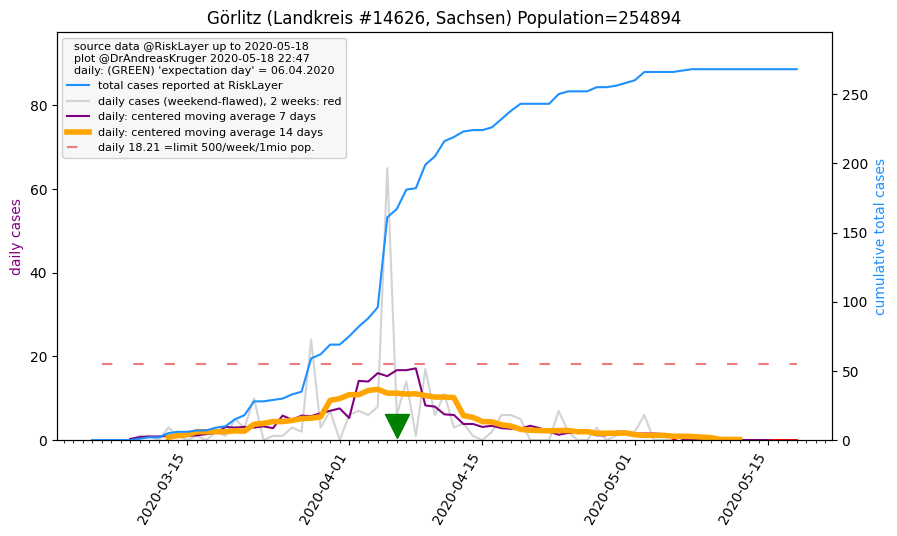 Görlitz (Landkreis #14626, Sachsen) Population=254894
source data @RiskLayer up to 2020-05-18
plot @DrAndreasKruger 2020-05-18 22:47
daily: (GREEN) 'expectation day' = 06.04.2020
total cases reported at RiskLayer
daily cases (weekend-flawed), 2 weeks: red
daily: centered moving average 7 days
daily: centered moving average 14 days
daily 18.21 =limit 500/week/1mio pop.
daily cases
80
60
40
20
0
cumulative total cases
250
200
150
100
50
0
2020-03-15
2020-04-01
2020-04-15
2020-05-01
2020-05-15